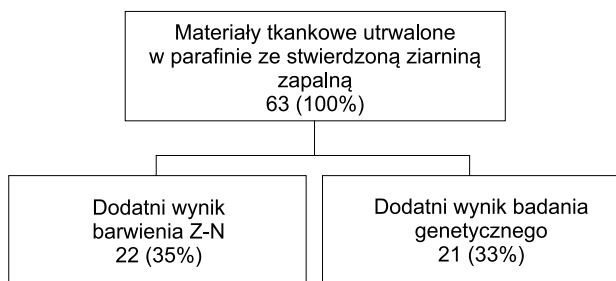 Materiały tkankowe utrwalone
w parafinie ze stwierdzoną ziarniną
zapalną
63 (100%)
Dodatni wynik
barwienia Z-N
22 (35%)
Dodatni wynik badania
genetycznego
21 (33%)